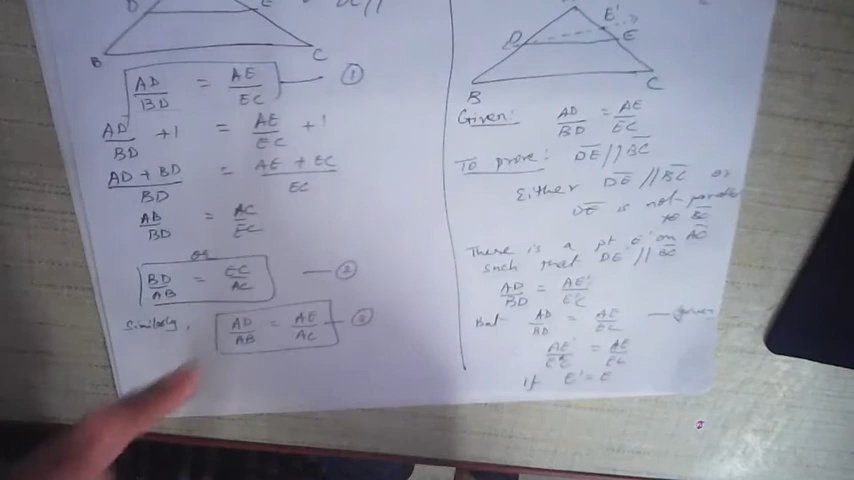 D E
B C
AD/BD = AE/EC — ①
AD/BD + 1 = AE/EC + 1
AD + BD/BD = AE + EC/EC
AB/BD = AC/EC
or
BD/AB = EC/AC — ②
Similarly, AD/AB = AE/AC — ③
E'
D E
B C
Given: AD/BD = AE/EC
To prove: DE // BC
Either DE // BC or
DE is not parallel
to BC
There is a pt E' on AC
such that DE' // BC
AD/BD = AE'/E'C
But AD/BD = AE/EC — given
AE'/E'C = AE/EC
if E' = E